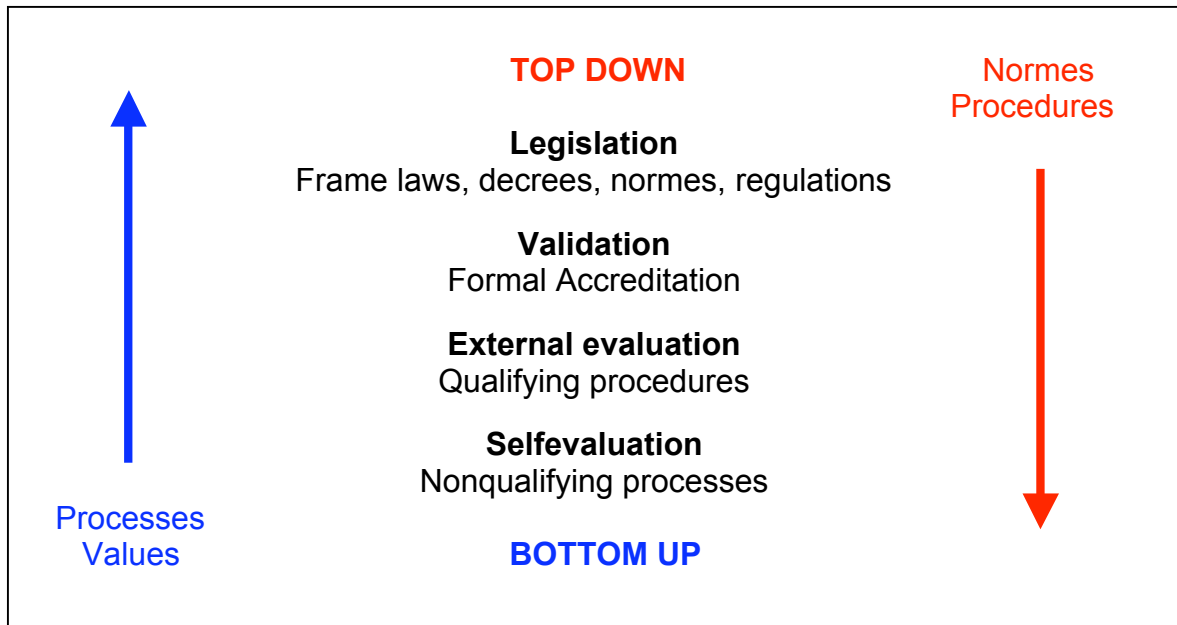 TOP DOWN
Normes
Procedures
Legislation
Frame laws, decrees, normes, regulations
Validation
Formal Accreditation
External evaluation
Qualifying procedures
Selfevaluation
Nonqualifying processes
Processes
Values
BOTTOM UP